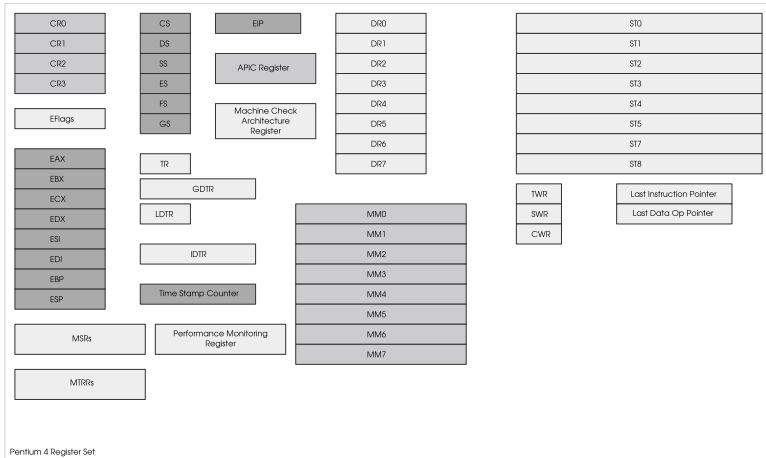 CR0
CR1
CR2
CR3
EFlags
EAX
EBX
ECX
EDX
ESI
EDI
EBP
ESP
MSRs
MTRRs
CS
DS
SS
ES
FS
GS
TR
GDTR
LDTR
IDTR
Time Stamp Counter
Performance Monitoring
Register
EIP
APIC Register
Machine Check
Architecture
Register
DR0
DR1
DR2
DR3
DR4
DR5
DR6
DR7
MM0
MM1
MM2
MM3
MM4
MM5
MM6
MM7
ST0
ST1
ST2
ST3
ST4
ST5
ST7
ST8
TWR
SWR
CWR
Last Instruction Pointer
Last Data Op Pointer
Pentium 4 Register Set